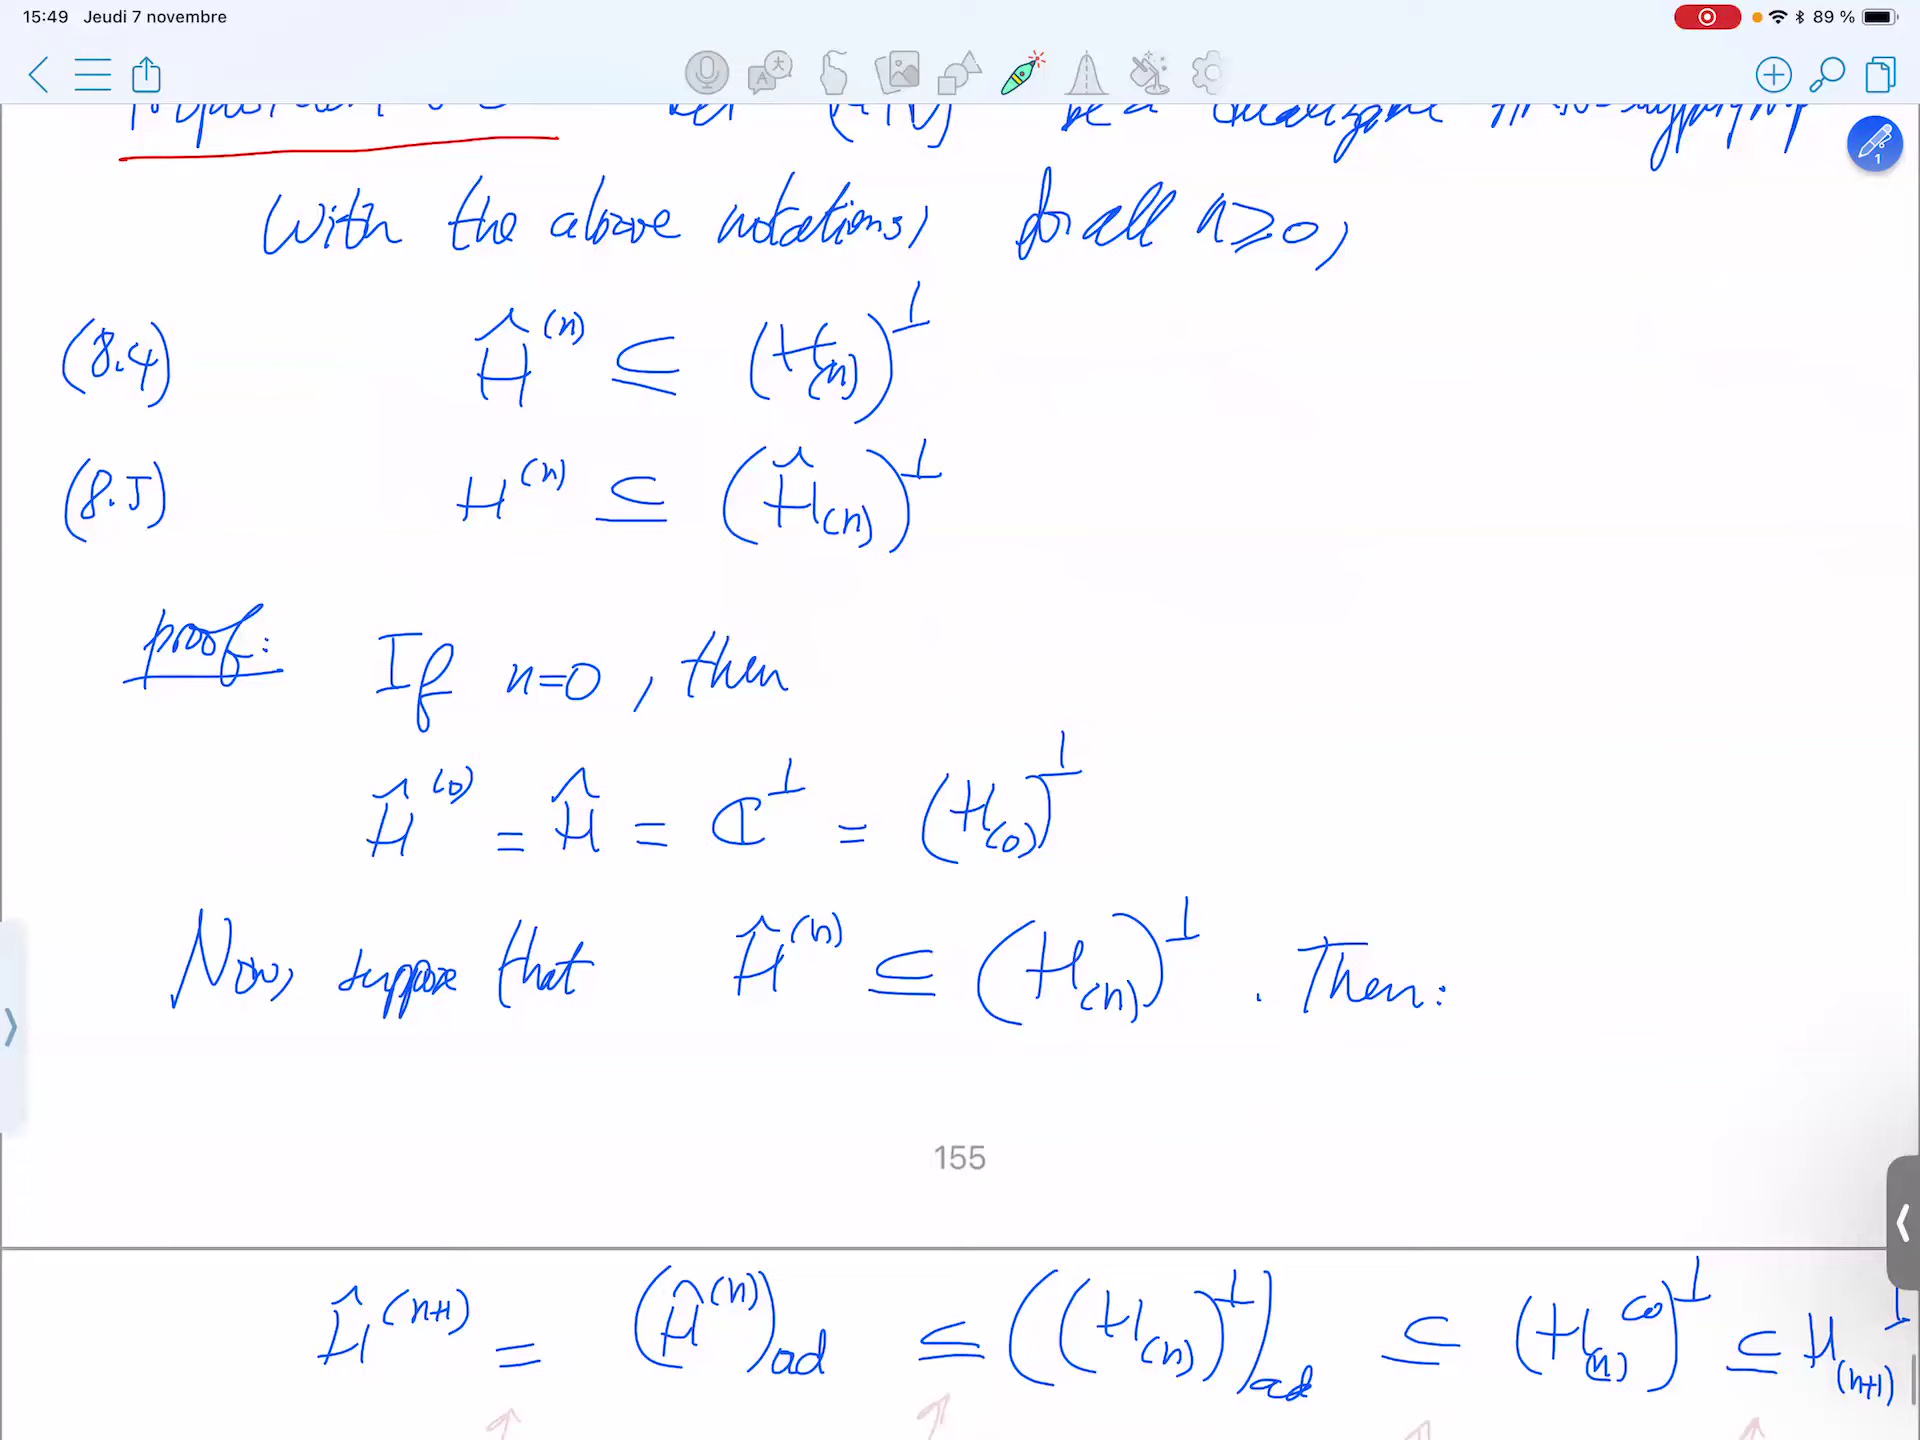 15:49 Jeudi 7 novembre 89 %
be a
with the above notations, for all n ⩾ 0,
(8.4) Ĥ^(n) ⊆ (H_(n))^⊥
(8.5) H^(n) ⊆ (Ĥ_(n))^⊥
proof: If n=0, then
Ĥ^(0) = Ĥ = ℂ^⊥ = (H_(0))^⊥
Now, suppose that Ĥ^(n) ⊆ (H_(n))^⊥. Then:
155
Ĥ^(n+1) = (Ĥ^(n))_ad ⊆ ((H_(n))^⊥)_ad ⊆ (H_(n)^co)^⊥ ⊆ H_(n+1)^⊥